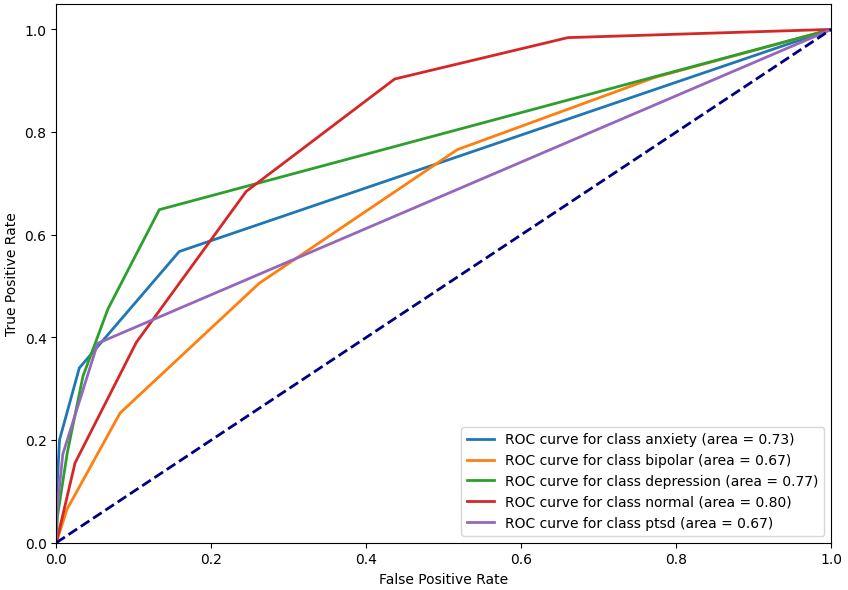 1.0
0.8
0.6
0.4
0.2
0.0
True Positive Rate
ROC curve for class anxiety (area = 0.73)
ROC curve for class bipolar (area = 0.67)
ROC curve for class depression (area = 0.77)
ROC curve for class normal (area = 0.80)
ROC curve for class ptsd (area = 0.67)
0.0 0.2 0.4 0.6 0.8 1.0
False Positive Rate